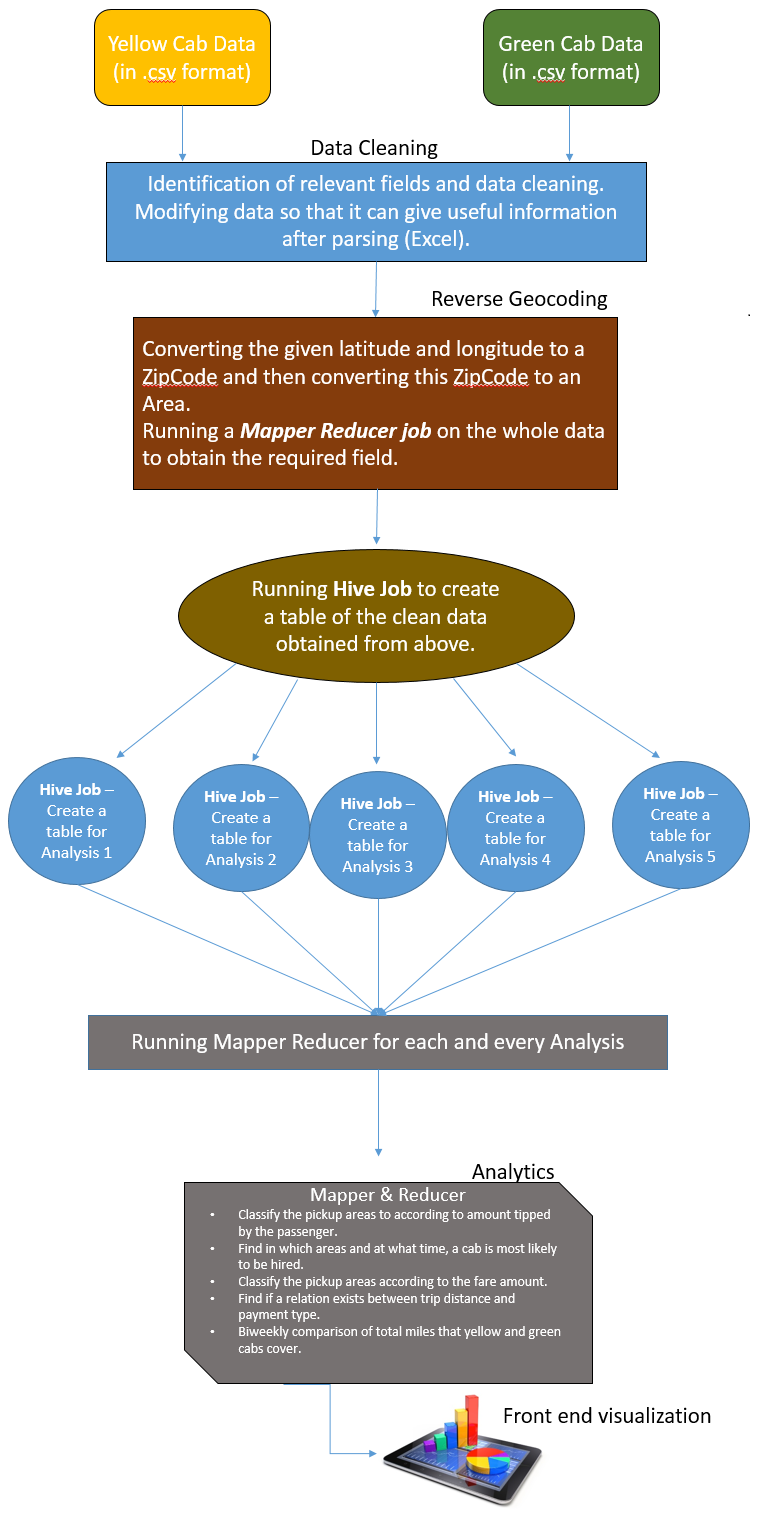 Yellow Cab Data
(in .csv format)
Green Cab Data
(in .csv format)
Data Cleaning
Identification of relevant fields and data cleaning.
Modifying data so that it can give useful information
after parsing (Excel).
Reverse Geocoding
Converting the given latitude and longitude to a
ZipCode and then converting this ZipCode to an
Area.
Running a Mapper Reducer job on the whole data
to obtain the required field.
Running Hive Job to create
a table of the clean data
obtained from above.
Hive Job –
Create a
table for
Analysis 1
Hive Job –
Create a
table for
Analysis 2
Hive Job –
Create a
table for
Analysis 3
Hive Job –
Create a
table for
Analysis 4
Hive Job –
Create a
table for
Analysis 5
Running Mapper Reducer for each and every Analysis
Analytics
Mapper & Reducer
• Classify the pickup areas to according to amount tipped
by the passenger.
• Find in which areas and at what time, a cab is most likely
to be hired.
• Classify the pickup areas according to the fare amount.
• Find if a relation exists between trip distance and
payment type.
• Biweekly comparison of total miles that yellow and green
cabs cover.
Front end visualization